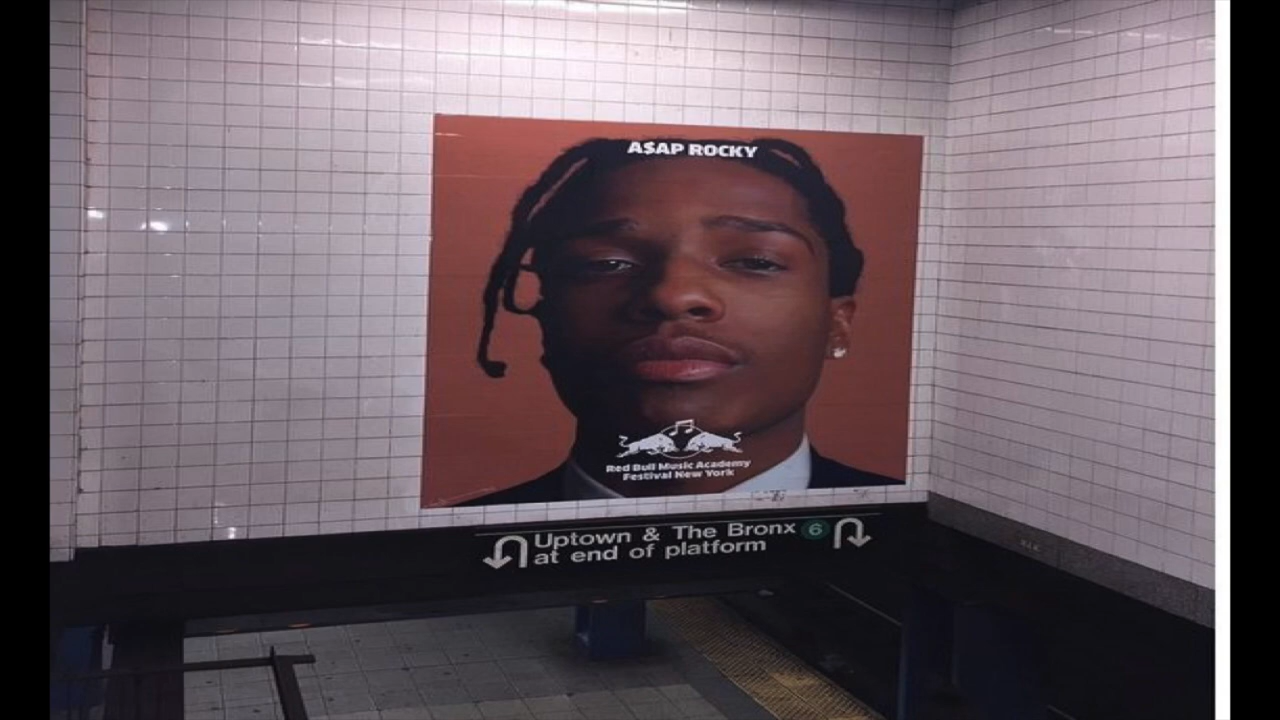 A$AP ROCKY
Red Bull Music Academy
Festival New York
Uptown & The Bronx 6
at end of platform